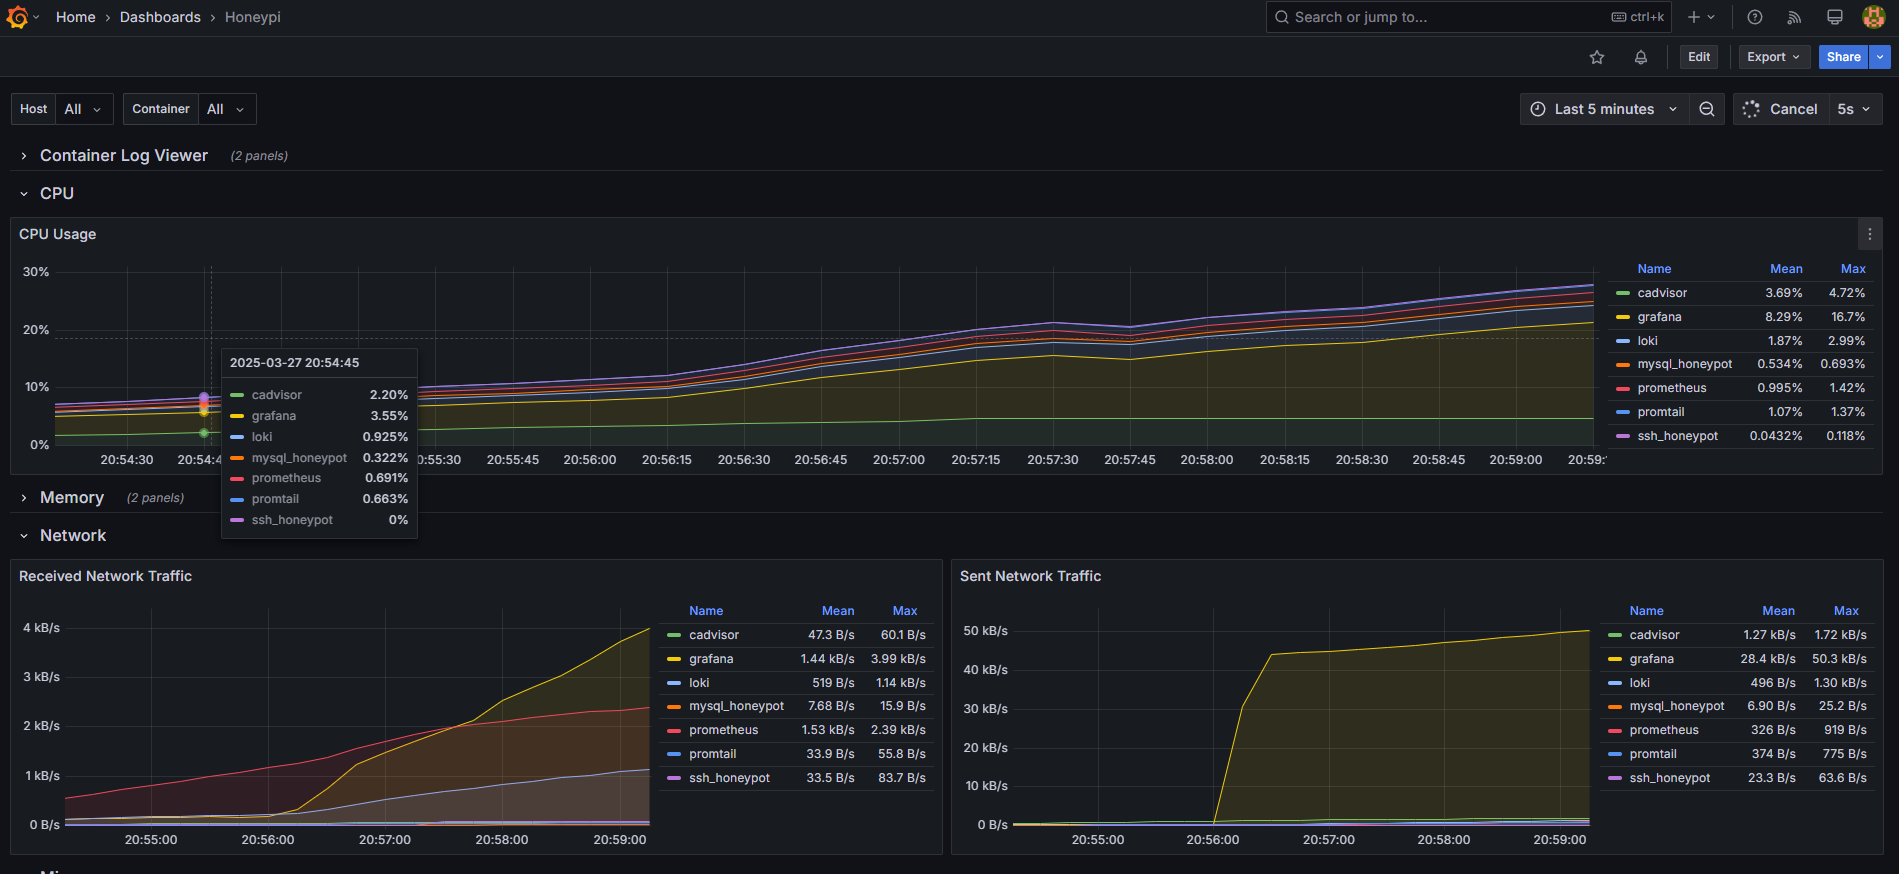 Home › Dashboards › Honeypi
Search or jump to... ctrl+k
Edit Export Share
Host All Container All
Last 5 minutes Cancel 5s
Container Log Viewer (2 panels)
CPU
CPU Usage
30%
20%
10%
0%
20:54:30 20:54:4 0:55:30 20:55:45 20:56:00 20:56:15 20:56:30 20:56:45 20:57:00 20:57:15 20:57:30 20:57:45 20:58:00 20:58:15 20:58:30 20:58:45 20:59:00 20:59:
2025-03-27 20:54:45
cadvisor 2.20%
grafana 3.55%
loki 0.925%
mysql_honeypot 0.322%
prometheus 0.691%
promtail 0.663%
ssh_honeypot 0%
Name Mean Max
cadvisor 3.69% 4.72%
grafana 8.29% 16.7%
loki 1.87% 2.99%
mysql_honeypot 0.534% 0.693%
prometheus 0.995% 1.42%
promtail 1.07% 1.37%
ssh_honeypot 0.0432% 0.118%
Memory (2 panels)
Network
Received Network Traffic
4 kB/s
3 kB/s
2 kB/s
1 kB/s
0 B/s
20:55:00 20:56:00 20:57:00 20:58:00 20:59:00
Name Mean Max
cadvisor 47.3 B/s 60.1 B/s
grafana 1.44 kB/s 3.99 kB/s
loki 519 B/s 1.14 kB/s
mysql_honeypot 7.68 B/s 15.9 B/s
prometheus 1.53 kB/s 2.39 kB/s
promtail 33.9 B/s 55.8 B/s
ssh_honeypot 33.5 B/s 83.7 B/s
Sent Network Traffic
50 kB/s
40 kB/s
30 kB/s
20 kB/s
10 kB/s
0 B/s
20:55:00 20:56:00 20:57:00 20:58:00 20:59:00
Name Mean Max
cadvisor 1.27 kB/s 1.72 kB/s
grafana 28.4 kB/s 50.3 kB/s
loki 496 B/s 1.30 kB/s
mysql_honeypot 6.90 B/s 25.2 B/s
prometheus 326 B/s 919 B/s
promtail 374 B/s 775 B/s
ssh_honeypot 23.3 B/s 63.6 B/s